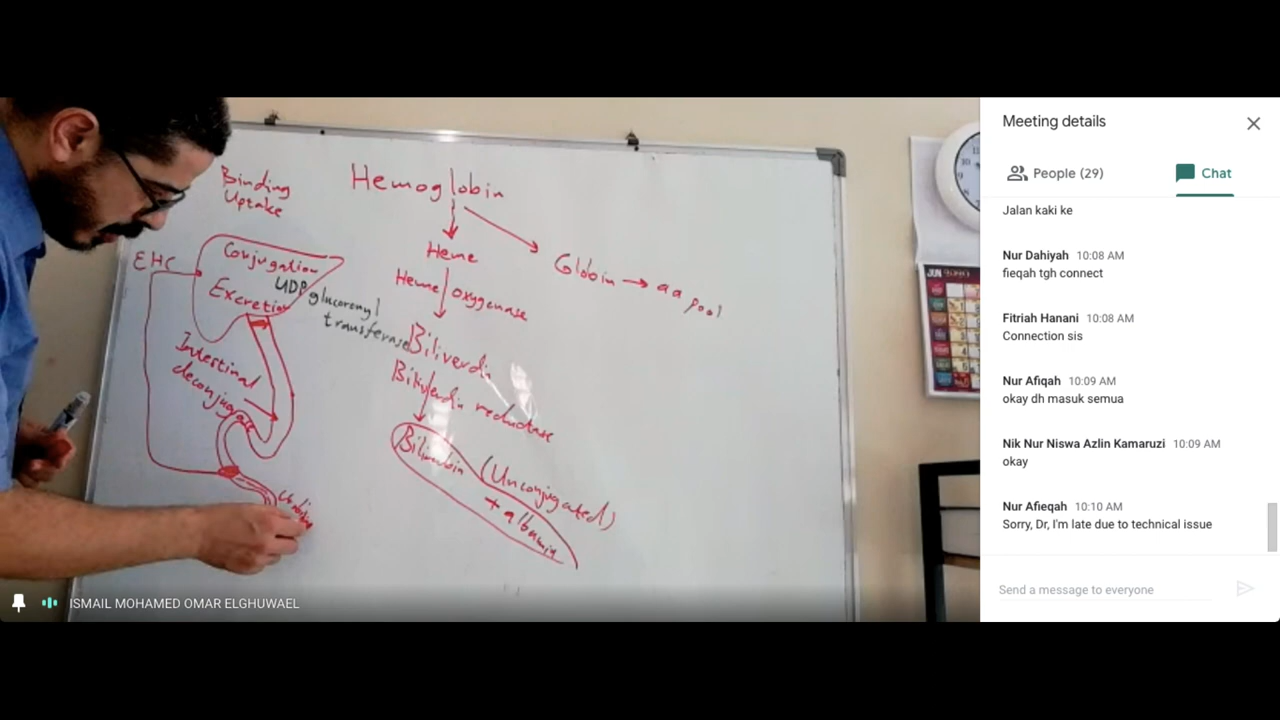 Binding
Uptake
Hemoglobin
Heme
Globin → aa pool
Heme oxygenase
Biliverdin
Biliverdin reductase
Bilirubin (Unconjugated)
+ albumin
EHC
Conjugation
UDP glucoronyl
transferase
Excretion
Intestinal
deconjugase
JUN
ISMAIL MOHAMED OMAR ELGHUWAEL
Meeting details
People (29)
Chat
Jalan kaki ke
Nur Dahiyah 10:08 AM
fieqah tgh connect
Fitriah Hanani 10:08 AM
Connection sis
Nur Afiqah 10:09 AM
okay dh masuk semua
Nik Nur Niswa Azlin Kamaruzi 10:09 AM
okay
Nur Afieqah 10:10 AM
Sorry, Dr, I'm late due to technical issue
Send a message to everyone